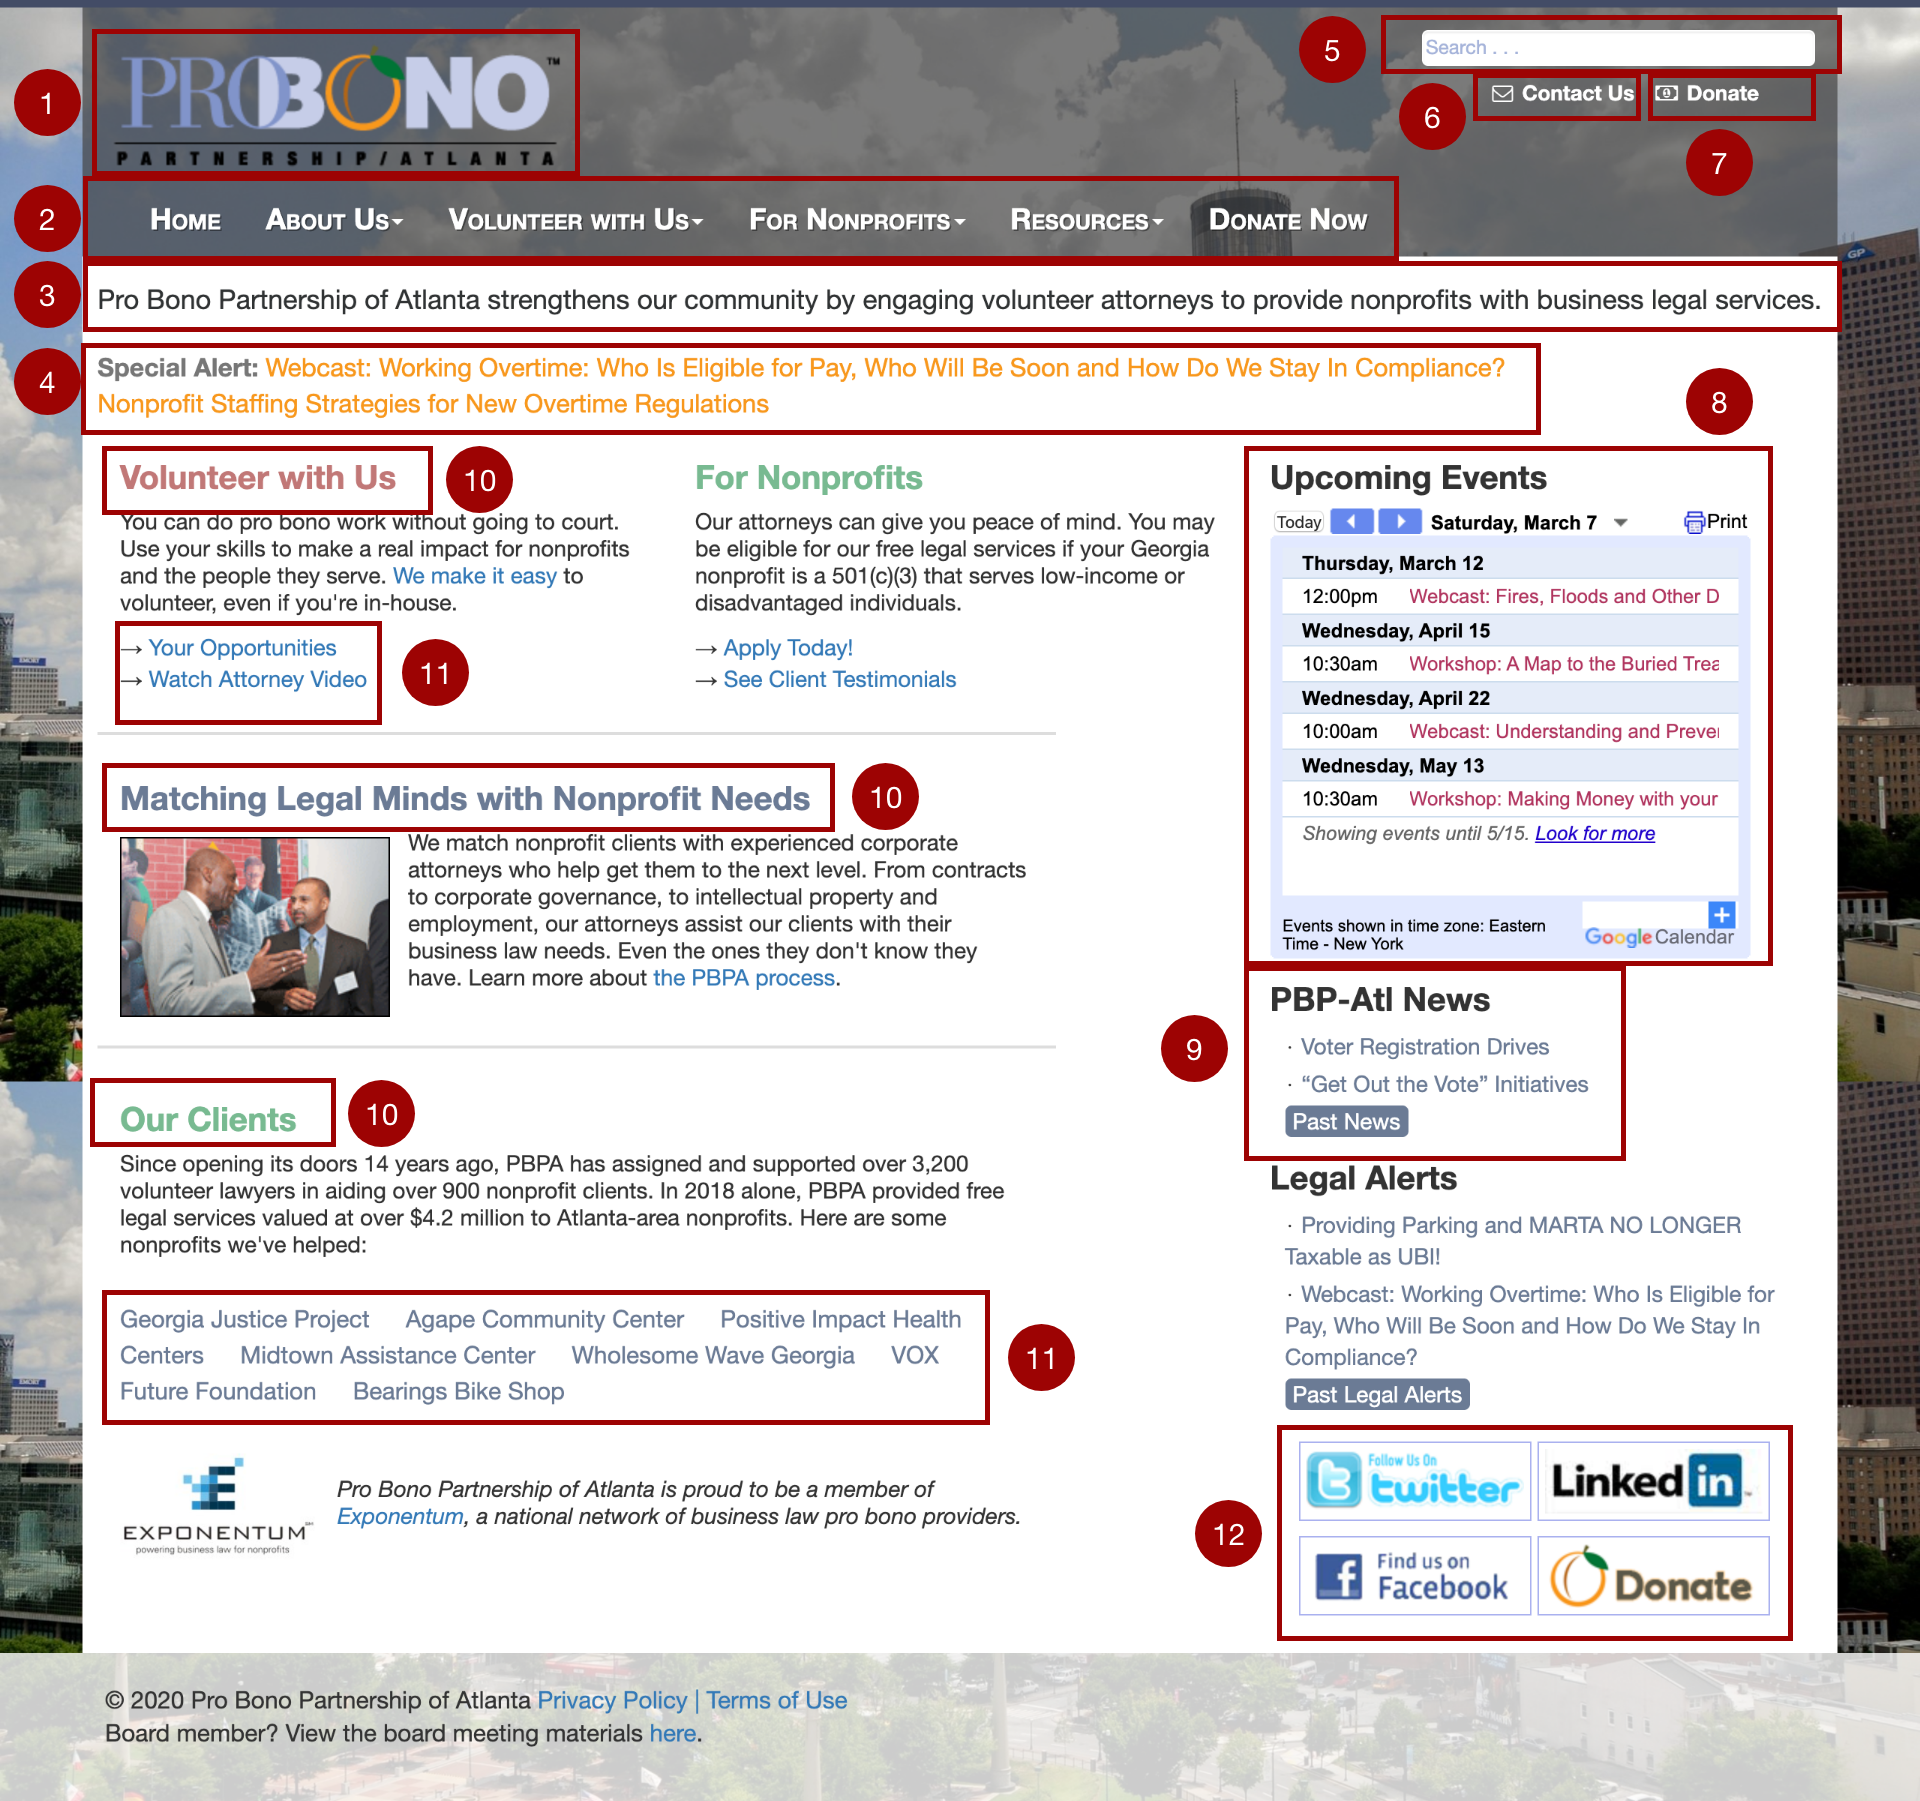 PROBONO™
PARTNERSHIP/ATLANTA
1
Search . . .
5
Contact Us
Donate
6
7
2
HOME ABOUT US VOLUNTEER WITH US FOR NONPROFITS RESOURCES DONATE NOW
GP
3
Pro Bono Partnership of Atlanta strengthens our community by engaging volunteer attorneys to provide nonprofits with business legal services.
4
Special Alert: Webcast: Working Overtime: Who Is Eligible for Pay, Who Will Be Soon and How Do We Stay In Compliance?
Nonprofit Staffing Strategies for New Overtime Regulations
Volunteer with Us
10
You can do pro bono work without going to court.
Use your skills to make a real impact for nonprofits
and the people they serve. We make it easy to
volunteer, even if you're in-house.
→ Your Opportunities
→ Watch Attorney Video
11
For Nonprofits
Our attorneys can give you peace of mind. You may
be eligible for our free legal services if your Georgia
nonprofit is a 501(c)(3) that serves low-income or
disadvantaged individuals.
→ Apply Today!
→ See Client Testimonials
Matching Legal Minds with Nonprofit Needs
10
We match nonprofit clients with experienced corporate
attorneys who help get them to the next level. From contracts
to corporate governance, to intellectual property and
employment, our attorneys assist our clients with their
business law needs. Even the ones they don't know they
have. Learn more about the PBPA process.
Our Clients
10
Since opening its doors 14 years ago, PBPA has assigned and supported over 3,200
volunteer lawyers in aiding over 900 nonprofit clients. In 2018 alone, PBPA provided free
legal services valued at over $4.2 million to Atlanta-area nonprofits. Here are some
nonprofits we've helped:
Georgia Justice Project Agape Community Center Positive Impact Health
Centers Midtown Assistance Center Wholesome Wave Georgia VOX
Future Foundation Bearings Bike Shop
11
EXPONENTUM
powering business law for nonprofits
Pro Bono Partnership of Atlanta is proud to be a member of
Exponentum, a national network of business law pro bono providers.
8
Upcoming Events
Today Saturday, March 7 Print
Thursday, March 12
12:00pm Webcast: Fires, Floods and Other D
Wednesday, April 15
10:30am Workshop: A Map to the Buried Trea
Wednesday, April 22
10:00am Webcast: Understanding and Preve
Wednesday, May 13
10:30am Workshop: Making Money with your
Showing events until 5/15. Look for more
Events shown in time zone: Eastern
Time - New York
Google Calendar
9
PBP-Atl News
· Voter Registration Drives
· “Get Out the Vote” Initiatives
Past News
Legal Alerts
· Providing Parking and MARTA NO LONGER
Taxable as UBI!
· Webcast: Working Overtime: Who Is Eligible for
Pay, Who Will Be Soon and How Do We Stay In
Compliance?
Past Legal Alerts
12
Follow Us On
twitter
Linked in
Find us on
Facebook
Donate
© 2020 Pro Bono Partnership of Atlanta Privacy Policy | Terms of Use
Board member? View the board meeting materials here.